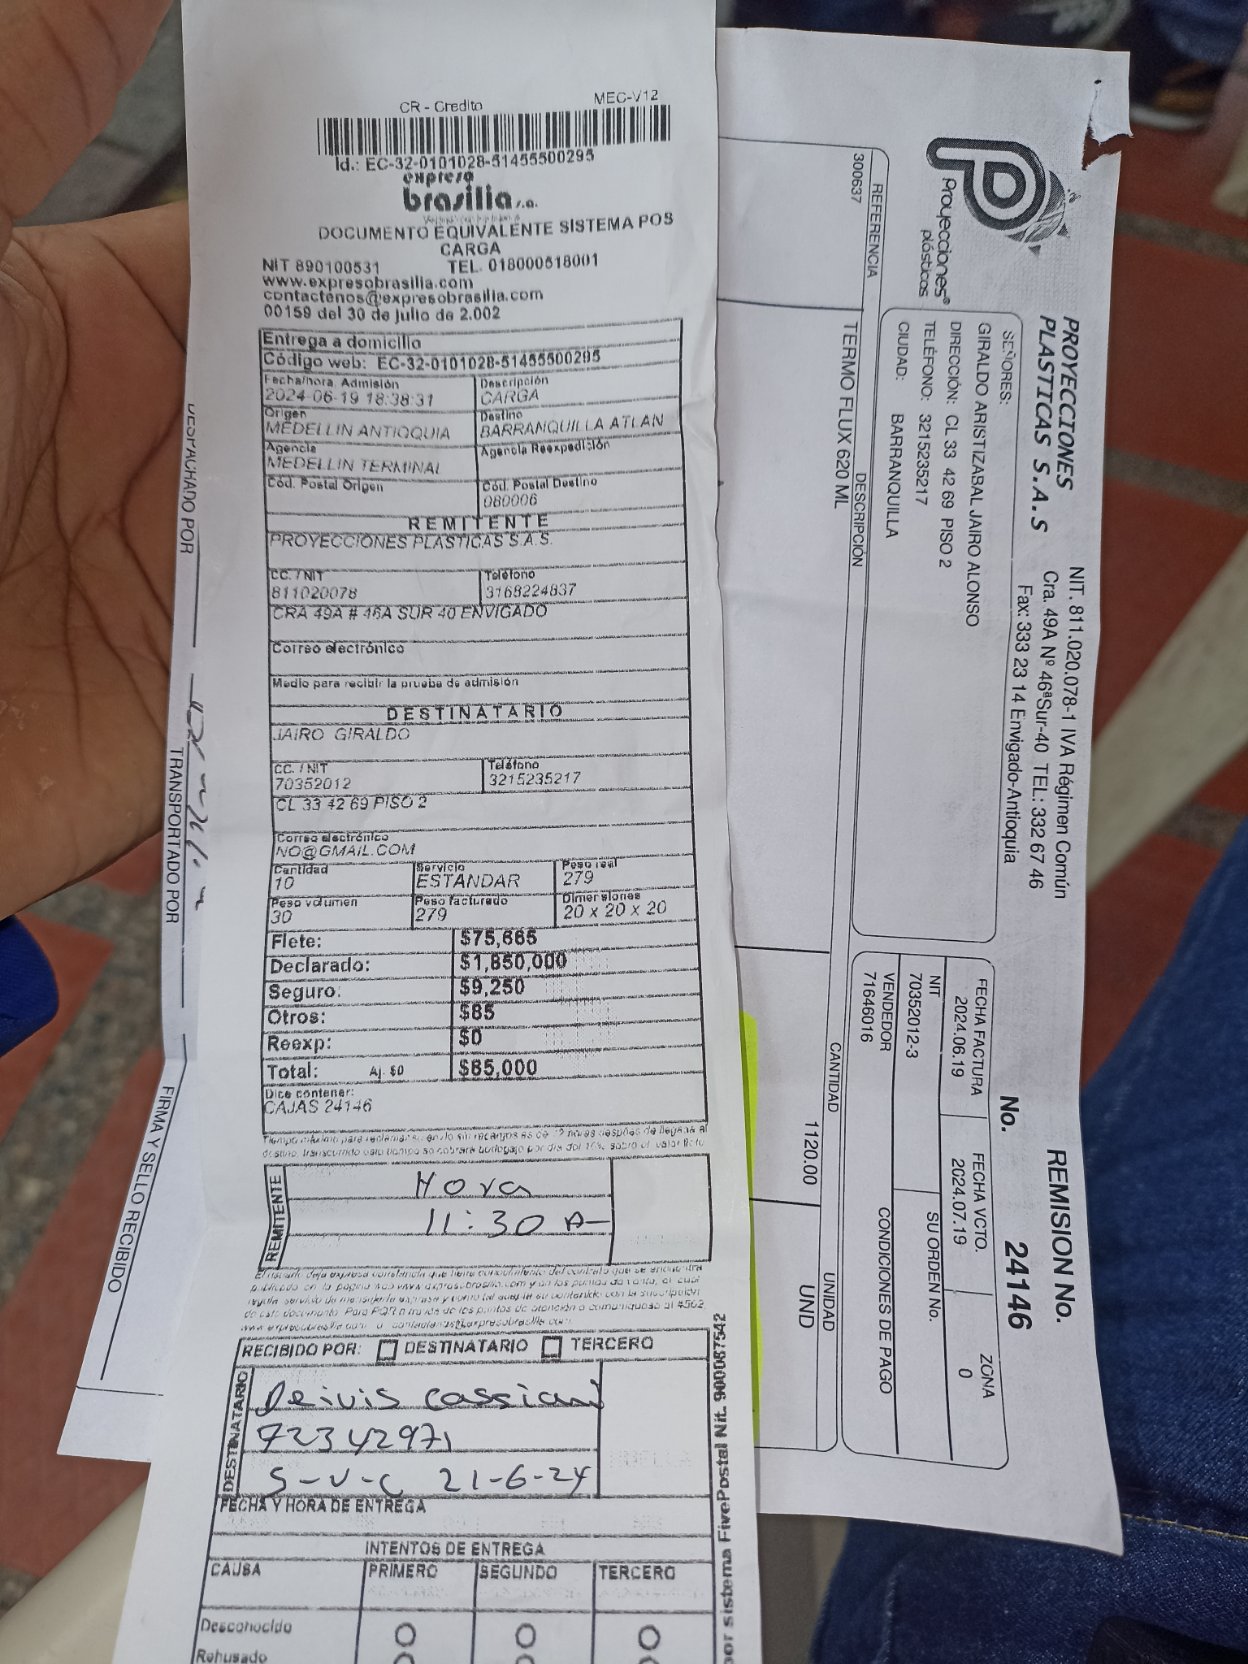 CR - Credito MEC-V12
Id.: EC-32-0101028-51455500295
expreso
brasilia s.a.
DOCUMENTO EQUIVALENTE SISTEMA POS
CARGA
NIT 890100531 TEL. 018000518001
www.expresobrasilia.com
contactenos@expresobrasilia.com
00159 del 30 de julio de 2.002
Entrega a domicilio
Código web: EC-32-0101028-51455500295
Fecha/hora. Admisión Descripción
2024-06-19 18:38:31 CARGA
Origen Destino
MEDELLIN ANTIOQUIA BARRANQUILLA ATLAN
Agencia Agencia Reexpedición
MEDELLIN TERMINAL
Cód. Postal Origen Cód. Postal Destino
080006
REMITENTE
PROYECCIONES PLASTICAS S.A.S.
CC. / NIT Teléfono
811020078 3168224837
CRA 49A # 46A SUR 40 ENVIGADO
Correo electrónico
Medio para recibir la prueba de admisión
DESTINATARIO
JAIRO GIRALDO
CC. / NIT Teléfono
70352012 3215235217
CL 33 42 69 PISO 2
Correo electrónico
NO@GMAIL.COM
Cantidad Servicio Peso real
10 ESTANDAR 279
Peso volumen Peso facturado Dimensiones
30 279 20 x 20 x 20
Flete: $75,665
Declarado: $1,850,000
Seguro: $9,250
Otros: $85
Reexp: $0
Total: Aj. $0 $85,000
Dice contener:
CAJAS 24146
REMITENTE
Hora
11:30 A
RECIBIDO POR: DESTINATARIO TERCERO
DESTINATARIO
Deivis Cassiani
72342971
S-V-C 21-6-24
FECHA Y HORA DE ENTREGA
INTENTOS DE ENTREGA
CAUSA PRIMERO SEGUNDO TERCERO
Desconocido
Rehusado
por sistema FivePostal Nit. 900087542
Proyecciones®
plásticas
PROYECCIONES
PLASTICAS S.A.S
NIT. 811.020.078-1 IVA Régimen Común
Cra. 49A Nº 46ªSur-40 TEL: 332 67 46
Fax: 333 23 14 Envigado-Antioquia
REMISION No.
No. 24146
SEÑORES:
GIRALDO ARISTIZABAL JAIRO ALONSO
DIRECCIÓN: CL 33 42 69 PISO 2
TELÉFONO: 3215235217
CIUDAD: BARRANQUILLA
FECHA FACTURA FECHA VCTO. ZONA
2024.06.19 2024.07.19 0
NIT SU ORDEN No.
70352012-3
VENDEDOR CONDICIONES DE PAGO
71646016
REFERENCIA DESCRIPCIÓN CANTIDAD UNIDAD
300637 TERMO FLUX 620 ML 1120.00 UND
DESPACHADO POR
TRANSPORTADO POR
FIRMA Y SELLO RECIBIDO